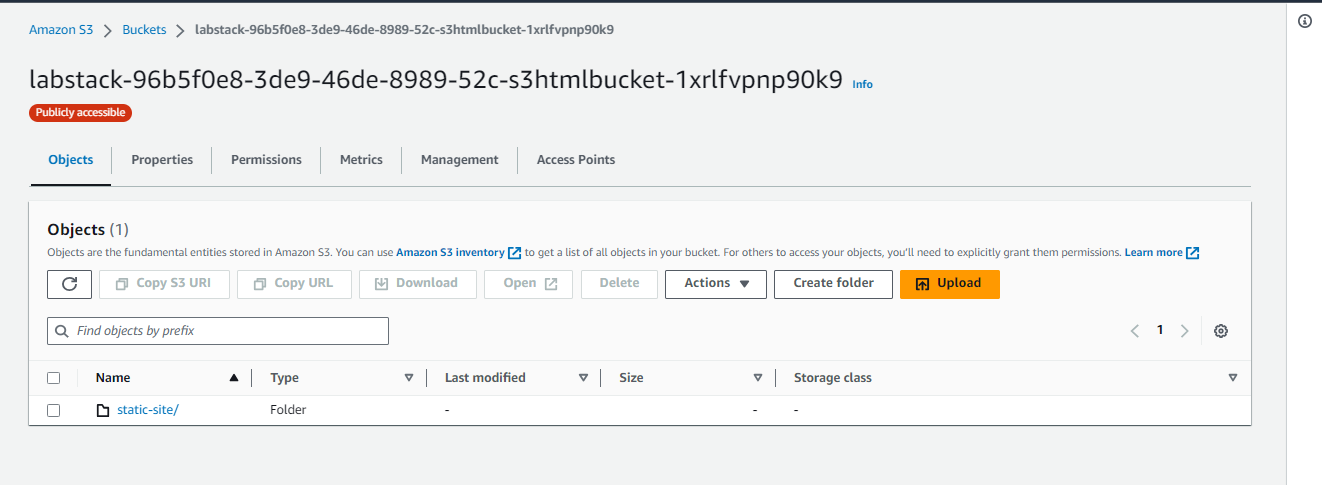 Amazon S3 > Buckets > labstack-96b5f0e8-3de9-46de-8989-52c-s3htmlbucket-1xrlfvpnp90k9
labstack-96b5f0e8-3de9-46de-8989-52c-s3htmlbucket-1xrlfvpnp90k9 Info
Publicly accessible
Objects Properties Permissions Metrics Management Access Points
Objects (1)
Objects are the fundamental entities stored in Amazon S3. You can use Amazon S3 inventory to get a list of all objects in your bucket. For others to access your objects, you'll need to explicitly grant them permissions. Learn more
Copy S3 URI Copy URL Download Open Delete Actions Create folder Upload
Find objects by prefix 1
Name Type Last modified Size Storage class
static-site/ Folder - - -